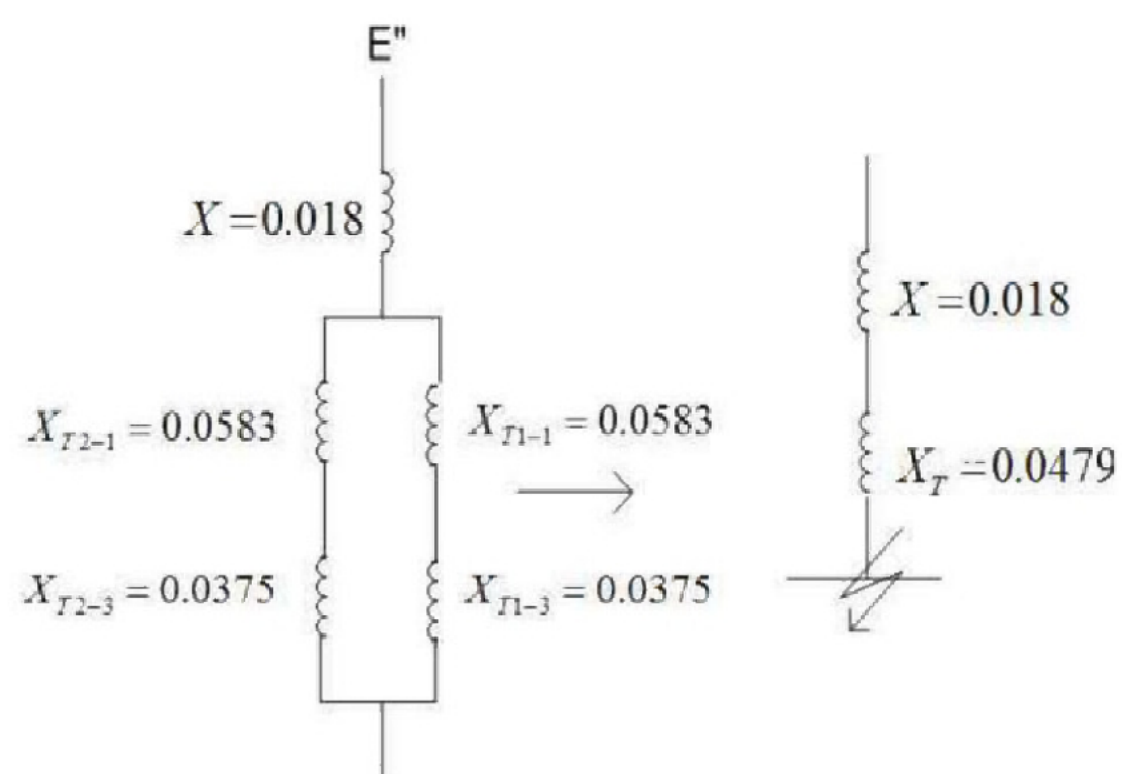 E"
X=0.018
X_{T2-1} = 0.0583
X_{T1-1} = 0.0583
X_{T2-3} = 0.0375
X_{T1-3} = 0.0375
X=0.018
X_T=0.0479